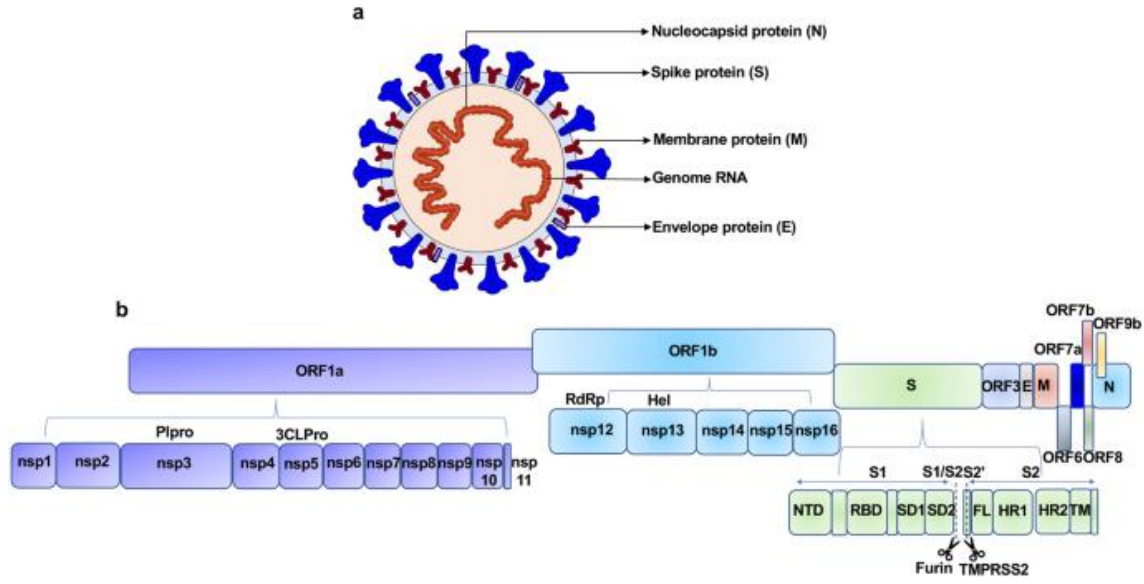 a
Nucleocapsid protein (N)
Spike protein (S)
Membrane protein (M)
Genome RNA
Envelope protein (E)
b
ORF7b
ORF9b
ORF1a
ORF1b
ORF7a
S
ORF3
E
M
N
RdRp
Hel
Plpro
3CLPro
nsp1
nsp2
nsp3
nsp4
nsp5
nsp6
nsp7
nsp8
nsp9
nsp
10
nsp
11
nsp12
nsp13
nsp14
nsp15
nsp16
ORF6
ORF8
S1
S1/S2
S2'
S2
NTD
RBD
SD1
SD2
FL
HR1
HR2
TM
Furin
TMPRSS2